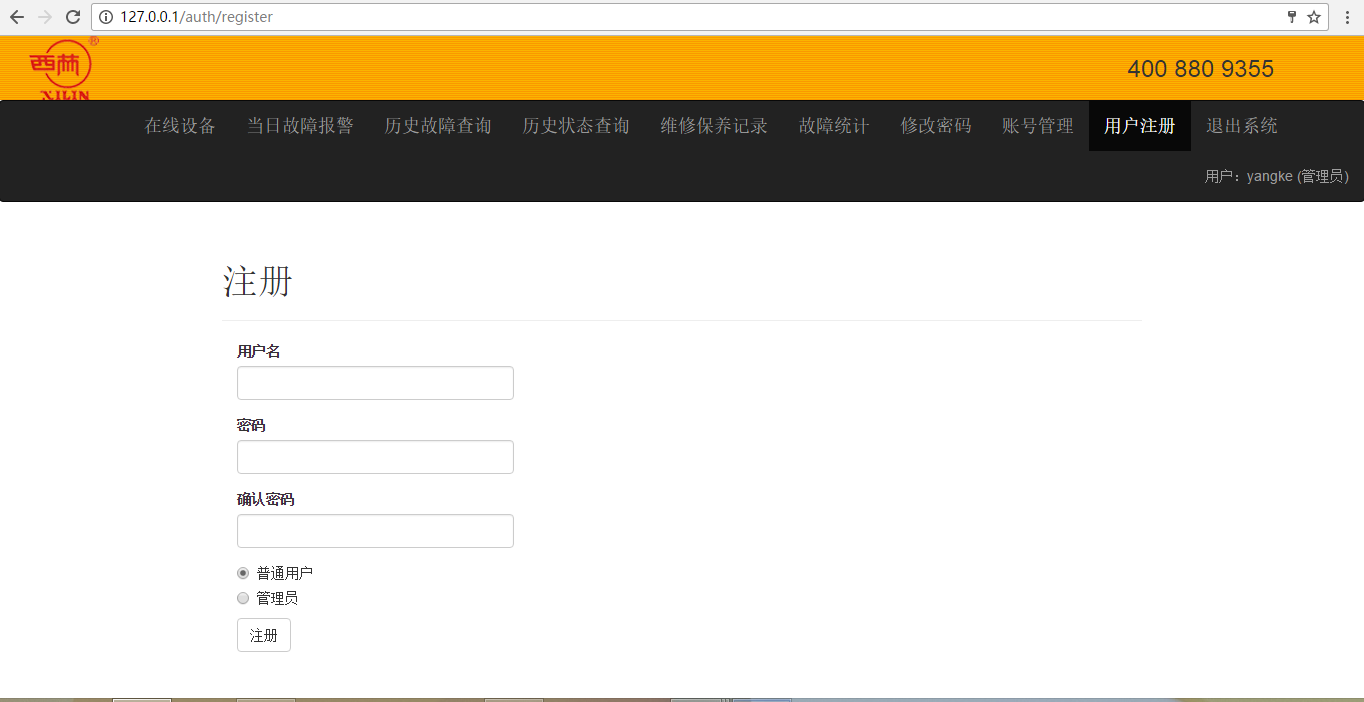 127.0.0.1/auth/register
西林®
XILIN
400 880 9355
在线设备 当日故障报警 历史故障查询 历史状态查询 维修保养记录 故障统计 修改密码 账号管理 用户注册 退出系统
用户：yangke (管理员)
注册
用户名
密码
确认密码
普通用户
管理员
注册